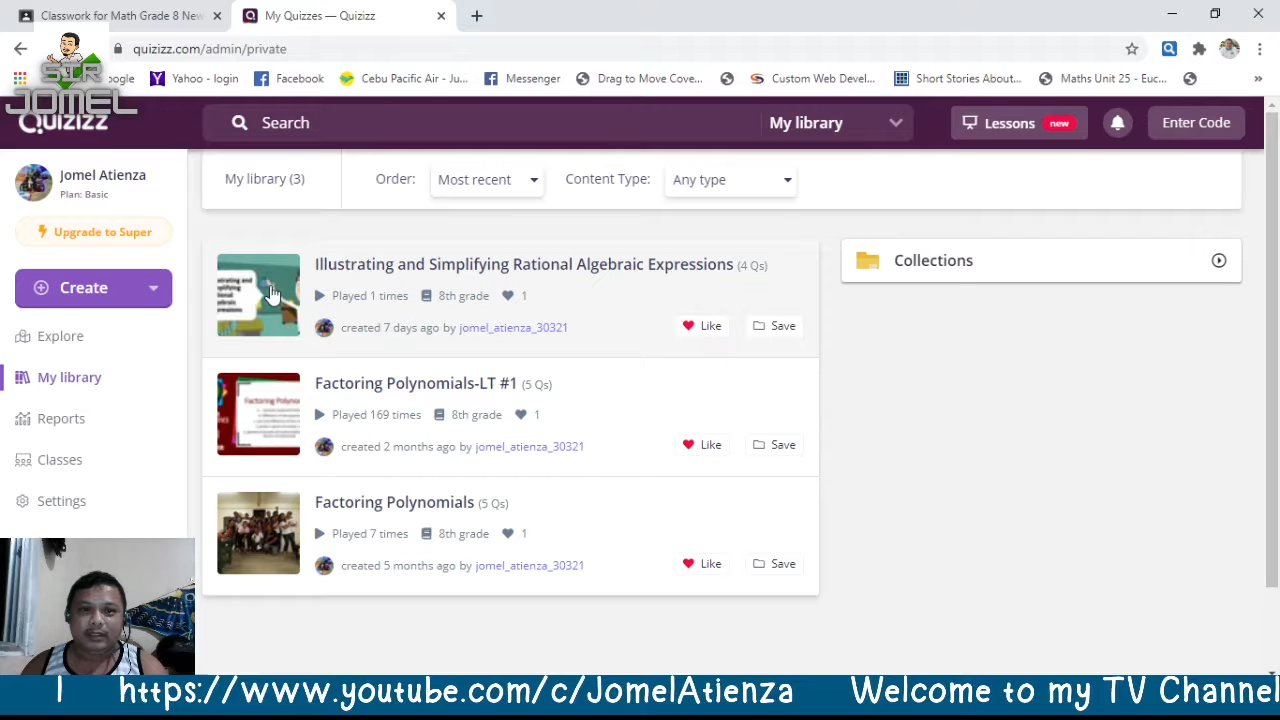 Classwork for Math Grade 8 New
My Quizzes — Quizizz
quizizz.com/admin/private
SIR
JOMEL
oogle
Yahoo - login
Facebook
Cebu Pacific Air - Ju...
Messenger
Drag to Move Cove...
Custom Web Devel...
Short Stories About...
Maths Unit 25 - Euc...
»
Quizizz
Search
My library
Lessons new
Enter Code
Jomel Atienza
Plan: Basic
Upgrade to Super
Create
Explore
My library
Reports
Classes
Settings
My library (3)
Order:
Most recent
Content Type:
Any type
Illustrating and Simplifying Rational Algebraic Expressions (4 Qs)
Played 1 times
8th grade
1
created 7 days ago by jomel_atienza_30321
Like
Save
Factoring Polynomials-LT #1 (5 Qs)
Played 169 times
8th grade
1
created 2 months ago by jomel_atienza_30321
Like
Save
Factoring Polynomials (5 Qs)
Played 7 times
8th grade
1
created 5 months ago by jomel_atienza_30321
Like
Save
Collections
https://www.youtube.com/c/JomelAtienza Welcome to my TV Channel